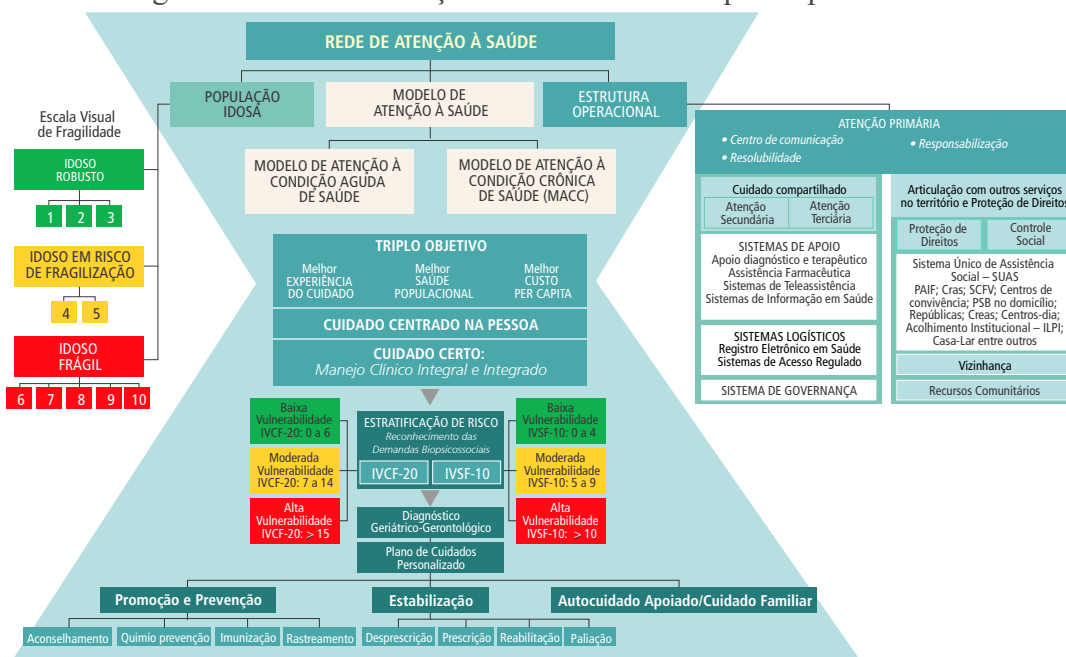 REDE DE ATENÇÃO À SAÚDE
POPULAÇÃO
IDOSA
MODELO DE
ATENÇÃO À SAÚDE
ESTRUTURA
OPERACIONAL
Escala Visual
de Fragilidade
IDOSO
ROBUSTO
1 2 3
IDOSO EM RISCO
DE FRAGILIZAÇÃO
4 5
IDOSO
FRÁGIL
6 7 8 9 10
MODELO DE ATENÇÃO À
CONDIÇÃO AGUDA
DE SAÚDE
MODELO DE ATENÇÃO À
CONDIÇÃO CRÔNICA
DE SAÚDE (MACC)
ATENÇÃO PRIMÁRIA
• Centro de comunicação
• Resolubilidade
• Responsabilização
Cuidado compartilhado
Atenção
Secundária
Atenção
Terciária
SISTEMAS DE APOIO
Apoio diagnóstico e terapêutico
Assistência Farmacêutica
Sistemas de Teleassistência
Sistemas de Informação em Saúde
SISTEMAS LOGÍSTICOS
Registro Eletrônico em Saúde
Sistemas de Acesso Regulado
SISTEMA DE GOVERNANÇA
Articulação com outros serviços
no território e Proteção de Direitos
Proteção de
Direitos
Controle
Social
Sistema Único de Assistência
Social – SUAS
PAIF; Cras; SCFV; Centros de
convivência; PSB no domicílio;
Repúblicas; Creas; Centros-dia;
Acolhimento Institucional – ILPI;
Casa-Lar entre outros
Vizinhança
Recursos Comunitários
TRIPLO OBJETIVO
Melhor
EXPERIÊNCIA
DO CUIDADO
Melhor
SAÚDE
POPULACIONAL
Melhor
CUSTO
PER CAPITA
CUIDADO CENTRADO NA PESSOA
CUIDADO CERTO:
Manejo Clínico Integral e Integrado
Baixa
Vulnerabilidade
IVCF-20: 0 a 6
Moderada
Vulnerabilidade
IVCF-20: 7 a 14
Alta
Vulnerabilidade
IVCF-20: > 15
ESTRATIFICAÇÃO DE RISCO
Reconhecimento das
Demandas Biopsicossociais
IVCF-20 IVSF-10
Baixa
Vulnerabilidade
IVSF-10: 0 a 4
Moderada
Vulnerabilidade
IVSF-10: 5 a 9
Alta
Vulnerabilidade
IVSF-10: > 10
Diagnóstico
Geriátrico-Gerontológico
Plano de Cuidados
Personalizado
Promoção e Prevenção
Aconselhamento Quimio prevenção Imunização Rastreamento
Estabilização
Desprescrição Prescrição Reabilitação Paliação
Autocuidado Apoiado/Cuidado Familiar